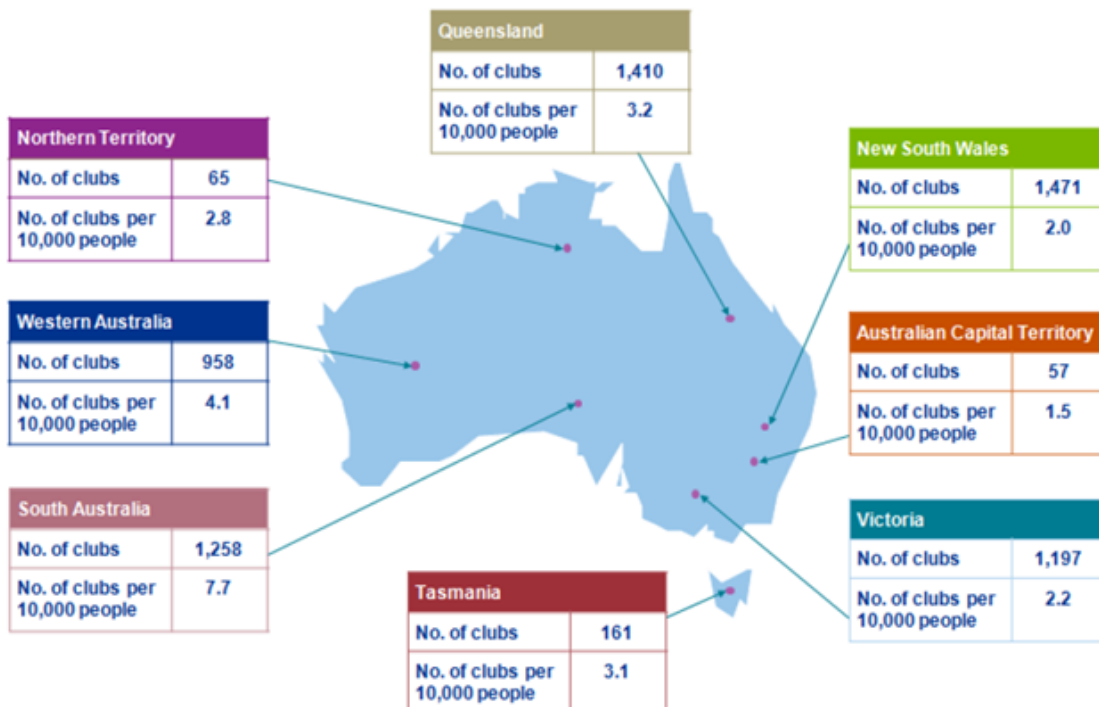 Queensland
No. of clubs 1,410
No. of clubs per
10,000 people 3.2
Northern Territory
No. of clubs 65
No. of clubs per
10,000 people 2.8
New South Wales
No. of clubs 1,471
No. of clubs per
10,000 people 2.0
Western Australia
No. of clubs 958
No. of clubs per
10,000 people 4.1
Australian Capital Territory
No. of clubs 57
No. of clubs per
10,000 people 1.5
South Australia
No. of clubs 1,258
No. of clubs per
10,000 people 7.7
Victoria
No. of clubs 1,197
No. of clubs per
10,000 people 2.2
Tasmania
No. of clubs 161
No. of clubs per
10,000 people 3.1